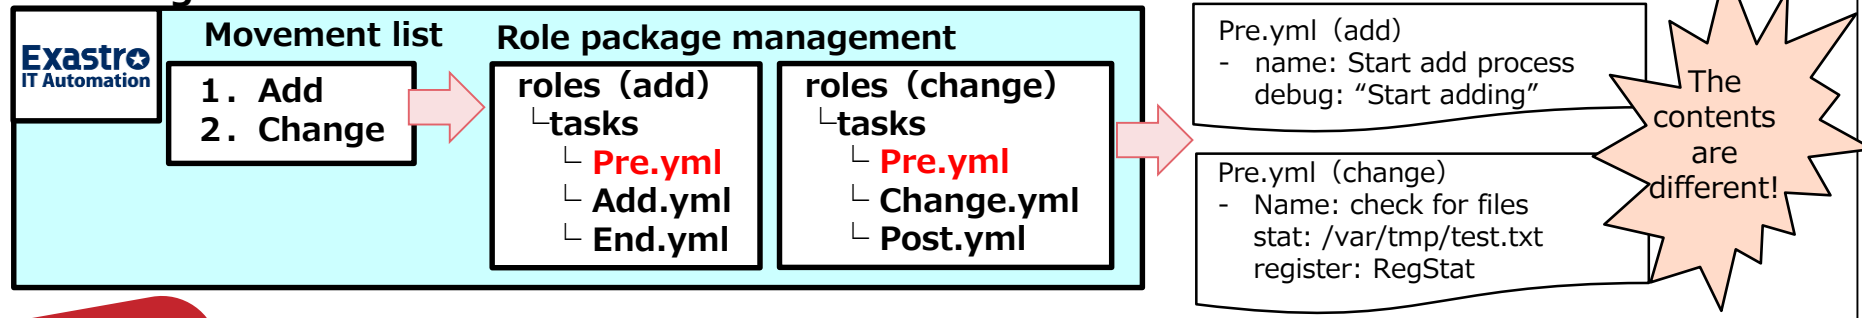 Exastro
IT Automation
Movement list
1. Add
2. Change
Role package management
roles（add）
└tasks
└ Pre.yml
└ Add.yml
└ End.yml
roles（change）
└tasks
└ Pre.yml
└ Change.yml
└ Post.yml
Pre.yml（add）
- name: Start add process
debug: “Start adding”
Pre.yml（change）
- Name: check for files
stat: /var/tmp/test.txt
register: RegStat
The
contents
are
different!